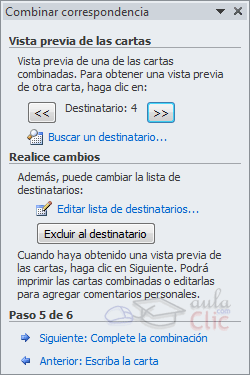 Combinar correspondencia
Vista previa de las cartas
Vista previa de una de las cartas
combinadas. Para obtener una vista previa
de otra carta, haga clic en:
<< Destinatario: 4 >>
Buscar un destinatario...
Realice cambios
Además, puede cambiar la lista de
destinatarios:
Editar lista de destinatarios...
Excluir al destinatario
Cuando haya obtenido una vista previa de
las cartas, haga clic en Siguiente. Podrá
imprimir las cartas combinadas o editarlas
para agregar comentarios personales.
aula
Clic
Paso 5 de 6
Siguiente: Complete la combinación
Anterior: Escriba la carta